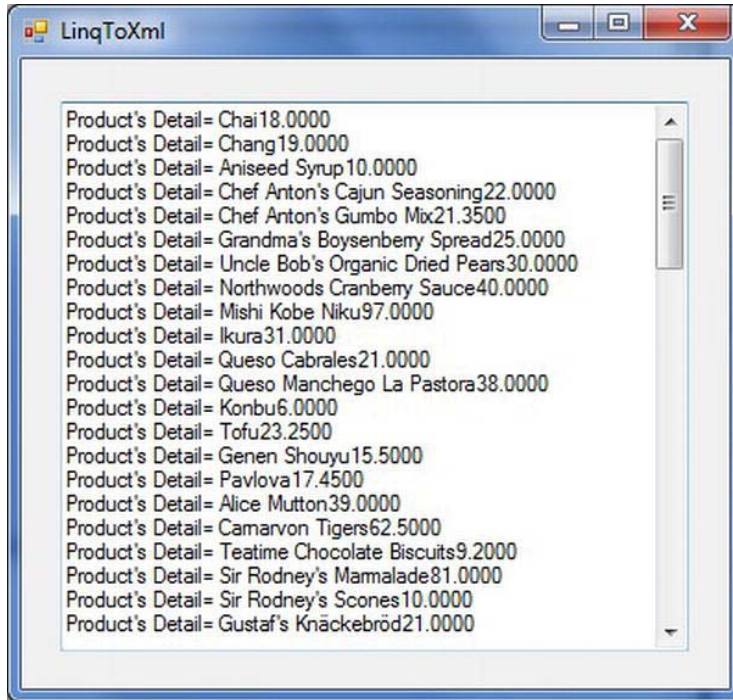 LinqToXml
Product's Detail= Chai18.0000
Product's Detail= Chang19.0000
Product's Detail= Aniseed Syrup10.0000
Product's Detail= Chef Anton's Cajun Seasoning22.0000
Product's Detail= Chef Anton's Gumbo Mix21.3500
Product's Detail= Grandma's Boysenberry Spread25.0000
Product's Detail= Uncle Bob's Organic Dried Pears30.0000
Product's Detail= Northwoods Cranberry Sauce40.0000
Product's Detail= Mishi Kobe Niku97.0000
Product's Detail= Ikura31.0000
Product's Detail= Queso Cabrales21.0000
Product's Detail= Queso Manchego La Pastora38.0000
Product's Detail= Konbu6.0000
Product's Detail= Tofu23.2500
Product's Detail= Genen Shouyu15.5000
Product's Detail= Pavlova17.4500
Product's Detail= Alice Mutton39.0000
Product's Detail= Carnarvon Tigers62.5000
Product's Detail= Teatime Chocolate Biscuits9.2000
Product's Detail= Sir Rodney's Marmalade81.0000
Product's Detail= Sir Rodney's Scones10.0000
Product's Detail= Gustaf's Knäckebröd21.0000